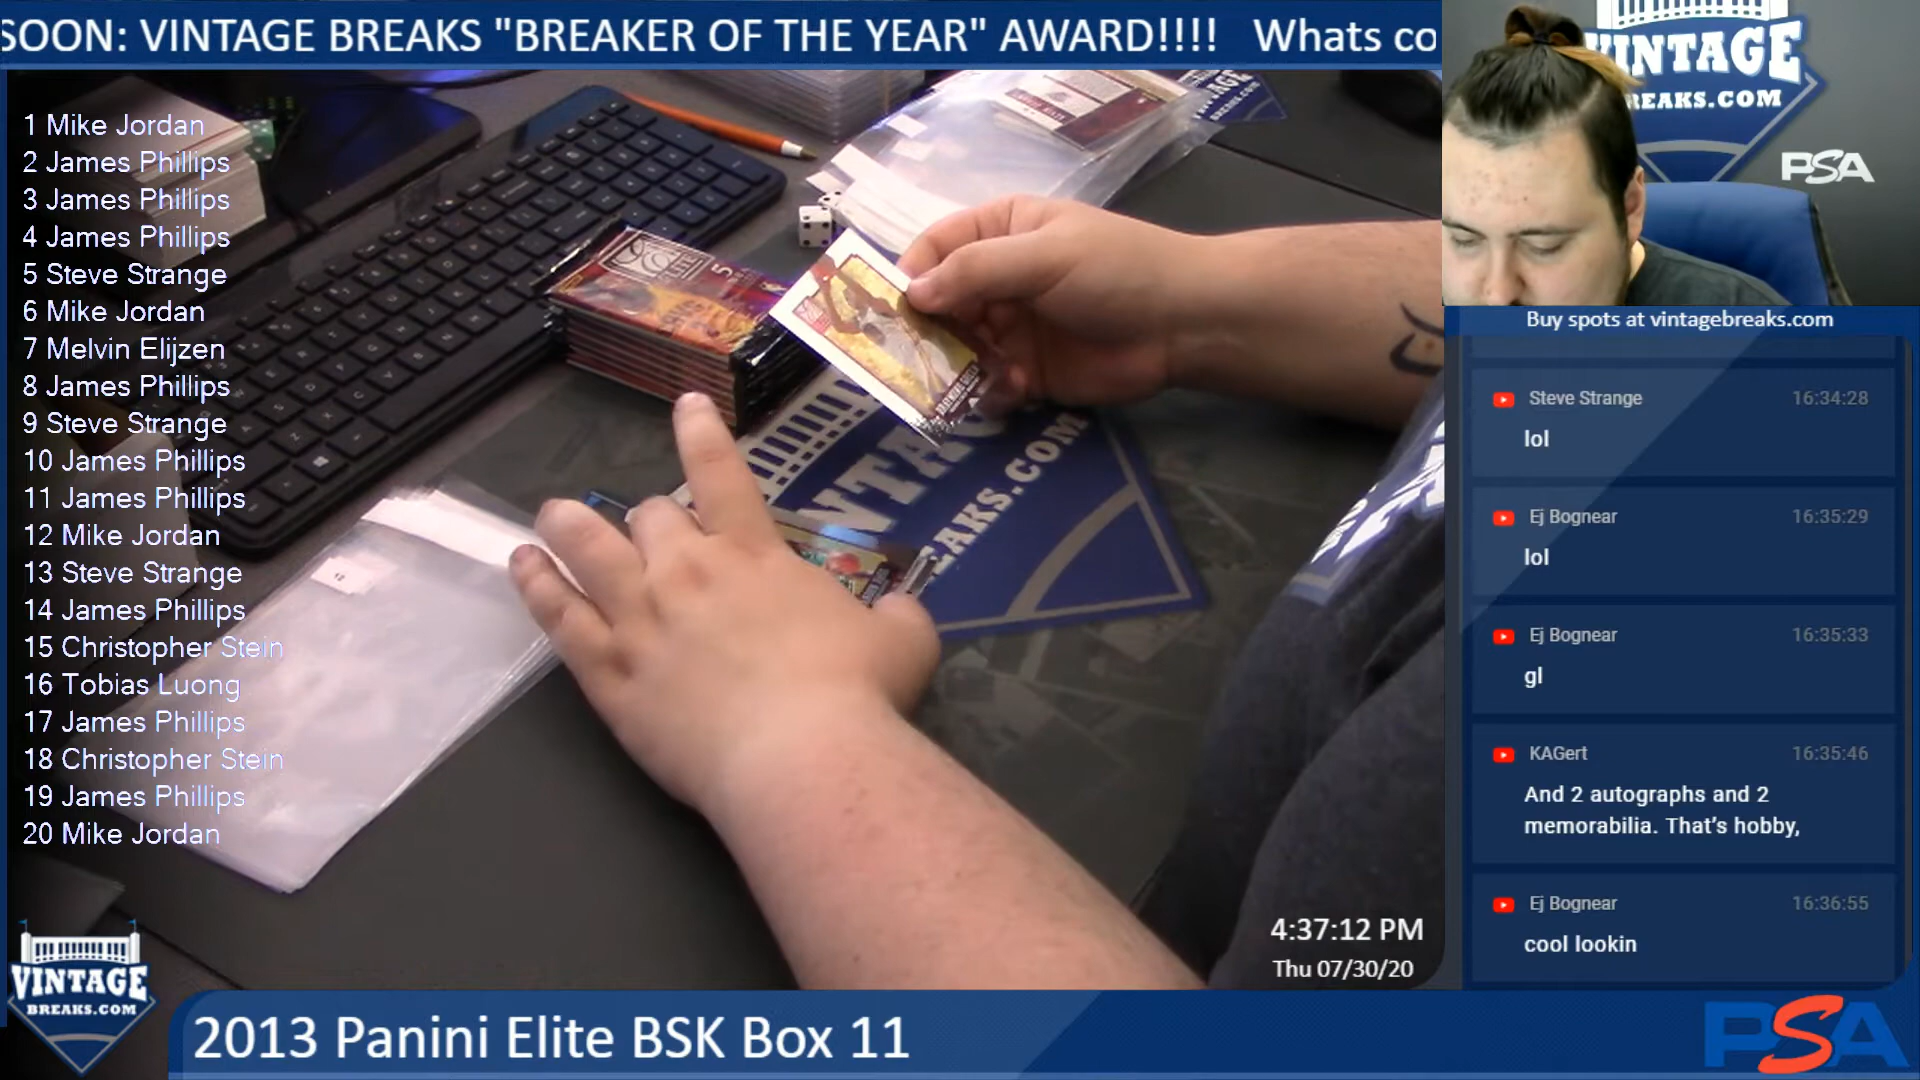 SOON: VINTAGE BREAKS "BREAKER OF THE YEAR" AWARD!!!! Whats co
1 Mike Jordan
2 James Phillips
3 James Phillips
4 James Phillips
5 Steve Strange
6 Mike Jordan
7 Melvin Elijzen
8 James Phillips
9 Steve Strange
10 James Phillips
11 James Phillips
12 Mike Jordan
13 Steve Strange
14 James Phillips
15 Christopher Stein
16 Tobias Luong
17 James Phillips
18 Christopher Stein
19 James Phillips
20 Mike Jordan
VINTAGE
BREAKS.COM
PSA
Buy spots at vintagebreaks.com
Steve Strange 16:34:28
lol
Ej Bognear 16:35:29
lol
Ej Bognear 16:35:33
gl
KAGert 16:35:46
And 2 autographs and 2
memorabilia. That's hobby,
Ej Bognear 16:36:55
cool lookin
4:37:12 PM
Thu 07/30/20
VINTAGE
BREAKS.COM
2013 Panini Elite BSK Box 11
PSA